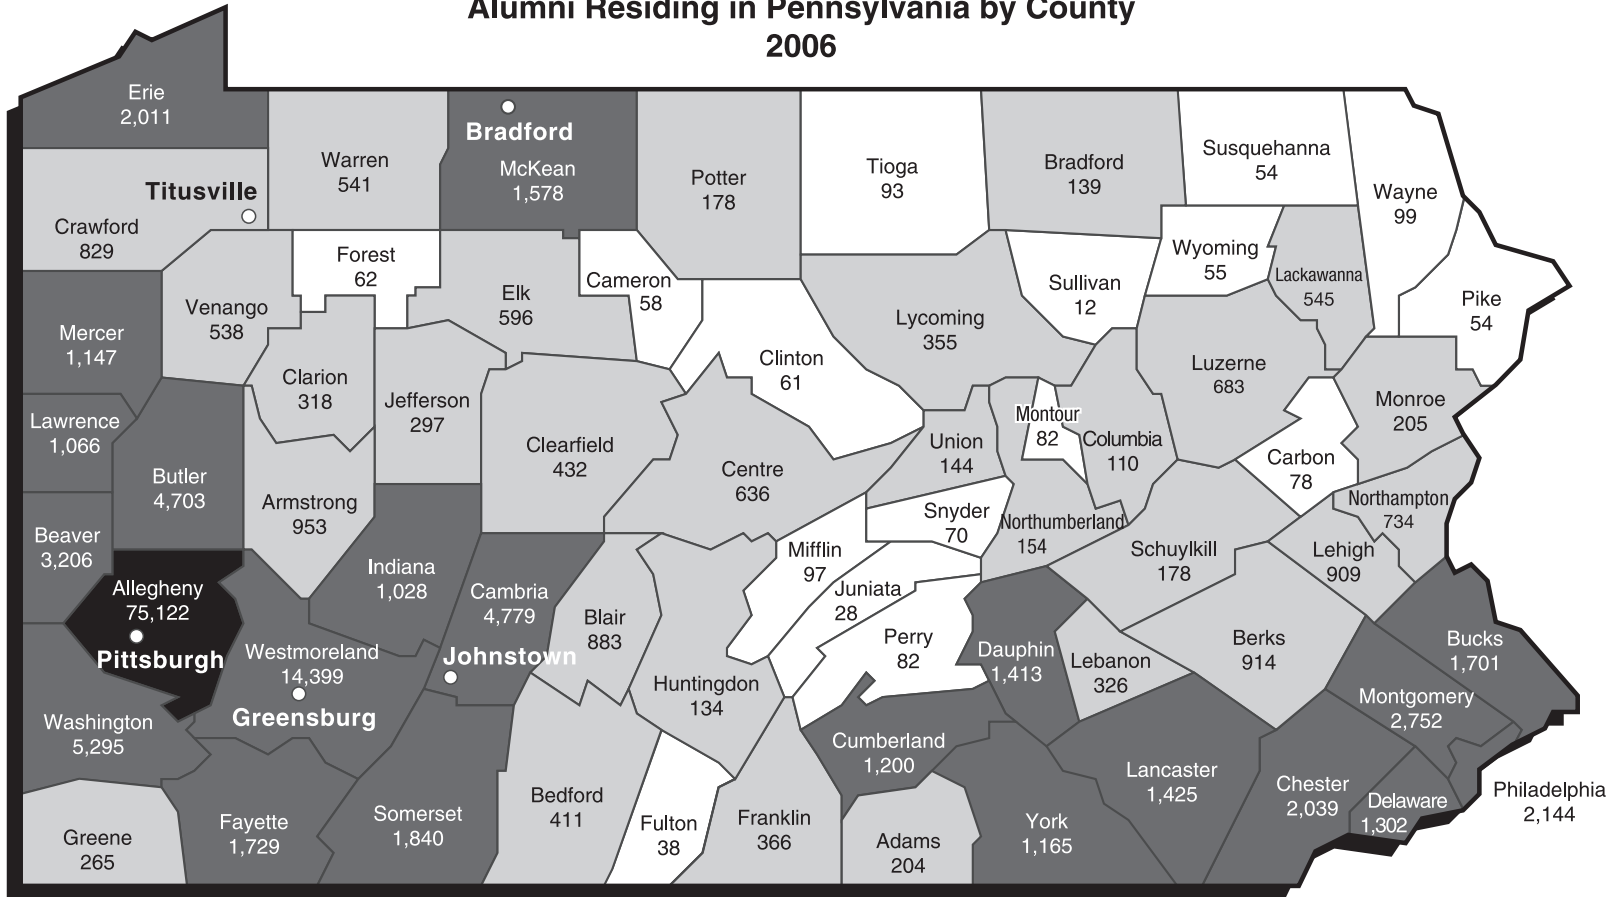 Alumni Residing in Pennsylvania by County
2006
Erie
2,011
Bradford
McKean
1,578
Warren
541
Titusville
Crawford
829
Potter
178
Tioga
93
Bradford
139
Susquehanna
54
Wayne
99
Wyoming
55
Lackawanna
545
Pike
54
Forest
62
Cameron
58
Sullivan
12
Elk
596
Venango
538
Mercer
1,147
Lycoming
355
Clinton
61
Luzerne
683
Clarion
318
Jefferson
297
Monroe
205
Lawrence
1,066
Montour
82
Columbia
110
Union
144
Clearfield
432
Centre
636
Carbon
78
Butler
4,703
Armstrong
953
Northampton
734
Snyder
70
Northumberland
154
Beaver
3,206
Schuylkill
178
Lehigh
909
Mifflin
97
Indiana
1,028
Allegheny
75,122
Pittsburgh
Cambria
4,779
Johnstown
Juniata
28
Blair
883
Perry
82
Berks
914
Bucks
1,701
Westmoreland
14,399
Greensburg
Dauphin
1,413
Lebanon
326
Huntingdon
134
Montgomery
2,752
Washington
5,295
Cumberland
1,200
Lancaster
1,425
Chester
2,039
Delaware
1,302
Philadelphia
2,144
Bedford
411
Somerset
1,840
Fayette
1,729
Fulton
38
Franklin
366
York
1,165
Greene
265
Adams
204